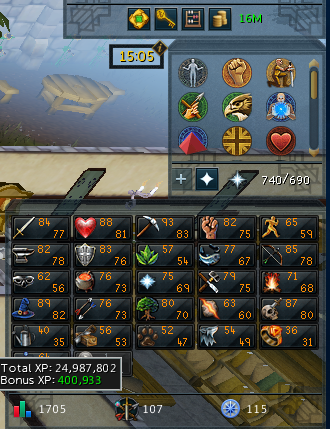 16M
15:05
740/690
84 77 88 81 93 83 82 75 65 59
82 78 83 76 57 54 77 67 85 78
62 56 76 73 75 69 79 75 71 68
89 82 76 73 80 70 63 60 80
40 35 56 53 52 47 54 49 36 31
Total XP: 24,987,802
Bonus XP: 400,933
1705 107 115